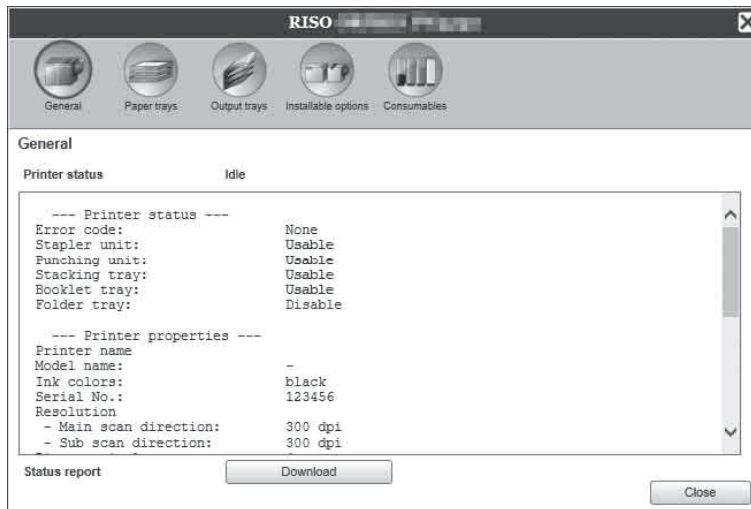 RISO
General Paper trays Output trays Installable options Consumables
General
Printer status Idle
--- Printer status ---
Error code: None
Stapler unit: Usable
Punching unit: Usable
Stacking tray: Usable
Booklet tray: Usable
Folder tray: Disable
--- Printer properties ---
Printer name
Model name: -
Ink colors: black
Serial No.: 123456
Resolution
- Main scan direction: 300 dpi
- Sub scan direction: 300 dpi
Status report Download
Close